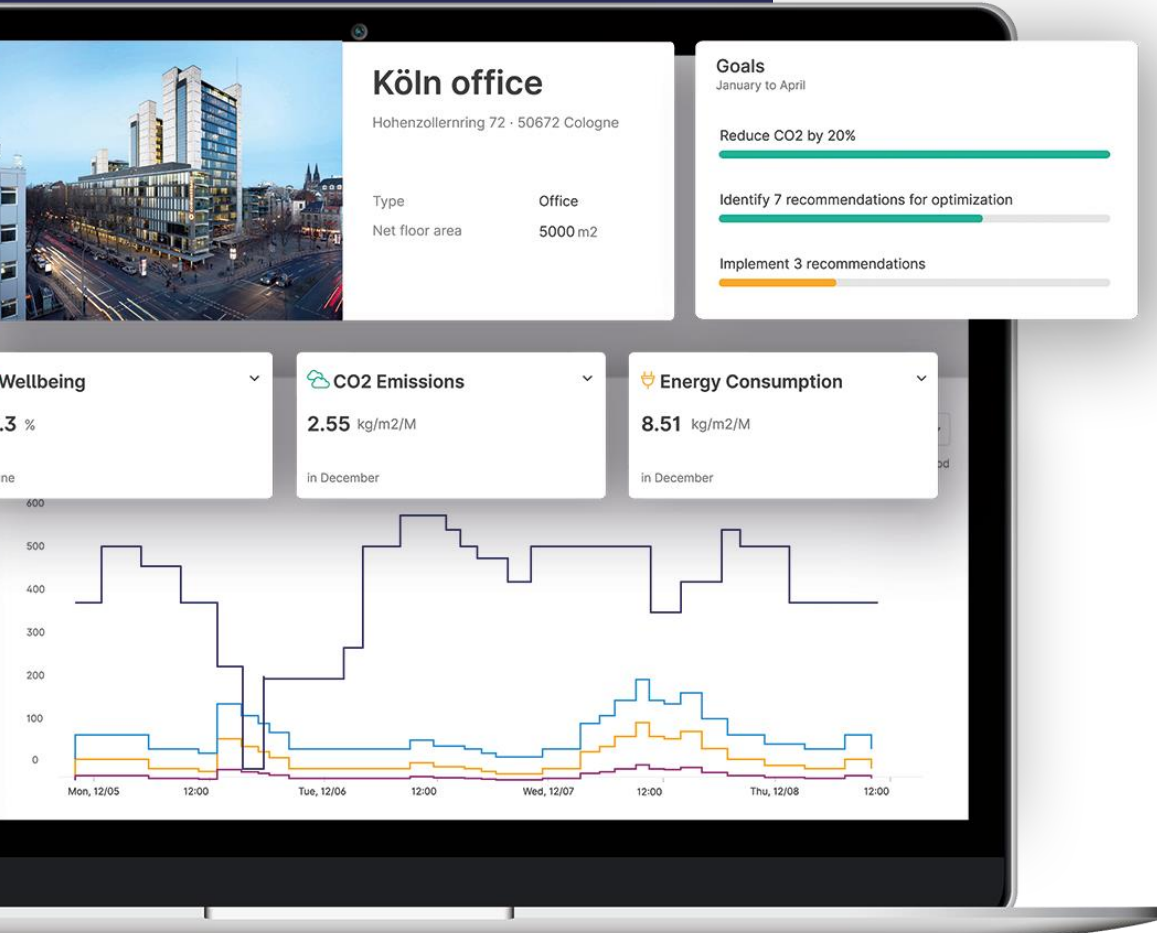 Köln office
Hohenzollernring 72 · 50672 Cologne
Type Office
Net floor area 5000 m2
Goals
January to April
Reduce CO2 by 20%
Identify 7 recommendations for optimization
Implement 3 recommendations
Wellbeing
.3 %
CO2 Emissions
2.55 kg/m2/M
in December
Energy Consumption
8.51 kg/m2/M
in December
600
500
400
300
200
100
0
Mon, 12/05 12:00 Tue, 12/06 12:00 Wed, 12/07 12:00 Thu, 12/08 12:00